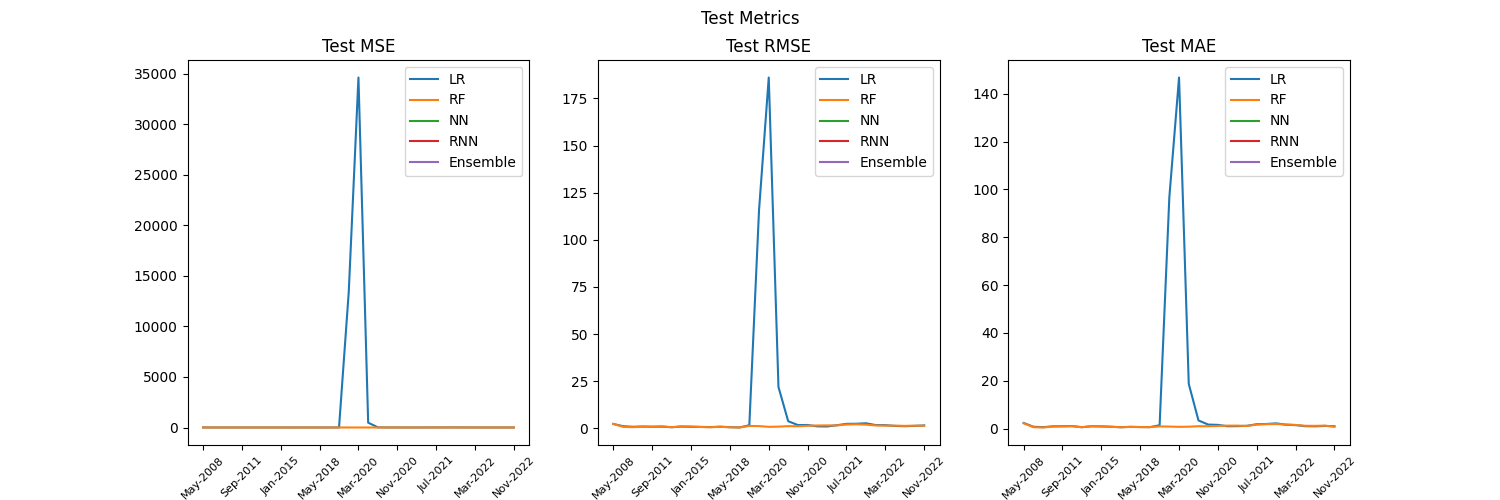 Test Metrics
Test MSE
35000
30000
25000
20000
15000
10000
5000
0
LR
RF
NN
RNN
Ensemble
May-2008
Sep-2011
Jan-2015
May-2018
Mar-2020
Nov-2020
Jul-2021
Mar-2022
Nov-2022
Test RMSE
175
150
125
100
75
50
25
0
LR
RF
NN
RNN
Ensemble
May-2008
Sep-2011
Jan-2015
May-2018
Mar-2020
Nov-2020
Jul-2021
Mar-2022
Nov-2022
Test MAE
140
120
100
80
60
40
20
0
LR
RF
NN
RNN
Ensemble
May-2008
Sep-2011
Jan-2015
May-2018
Mar-2020
Nov-2020
Jul-2021
Mar-2022
Nov-2022